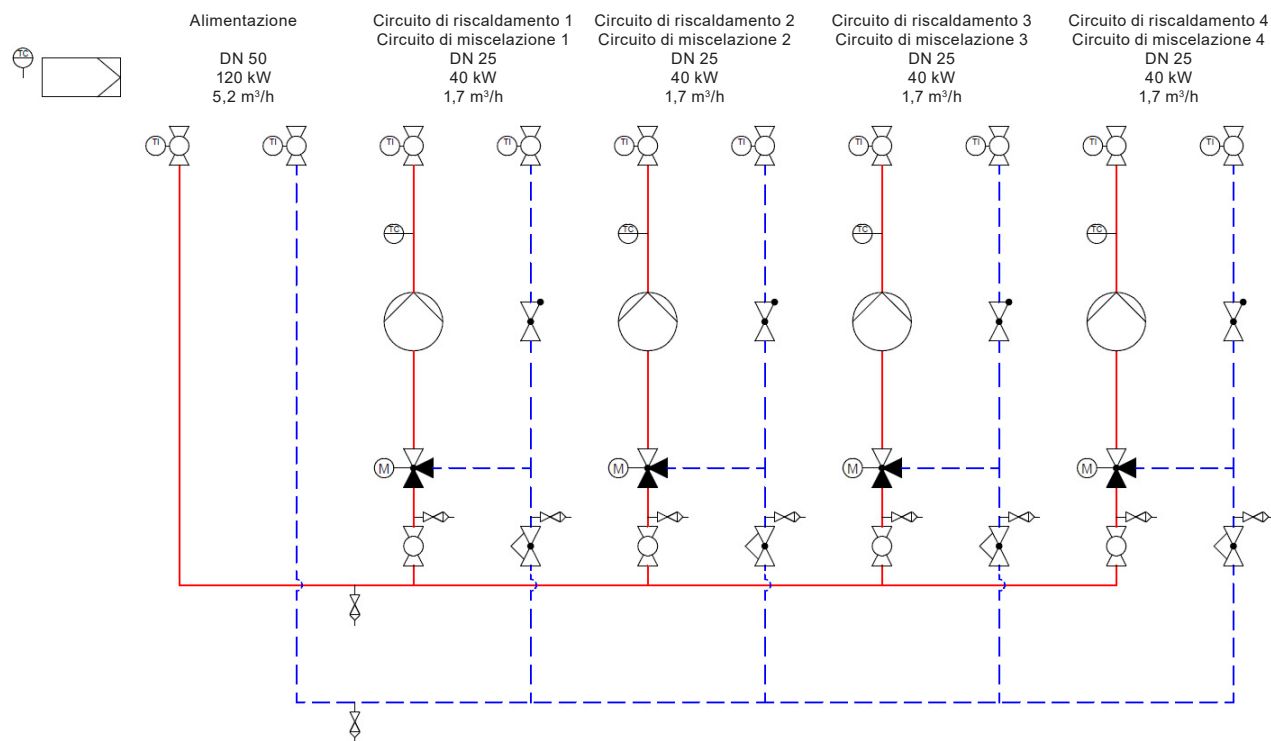 Alimentazione
DN 50
120 kW
5,2 m³/h
Circuito di riscaldamento 1
Circuito di miscelazione 1
DN 25
40 kW
1,7 m³/h
Circuito di riscaldamento 2
Circuito di miscelazione 2
DN 25
40 kW
1,7 m³/h
Circuito di riscaldamento 3
Circuito di miscelazione 3
DN 25
40 kW
1,7 m³/h
Circuito di riscaldamento 4
Circuito di miscelazione 4
DN 25
40 kW
1,7 m³/h
TC
TI
TI
TI
TI
TI
TI
TI
TI
TI
TI
TC
TC
TC
TC
M
M
M
M